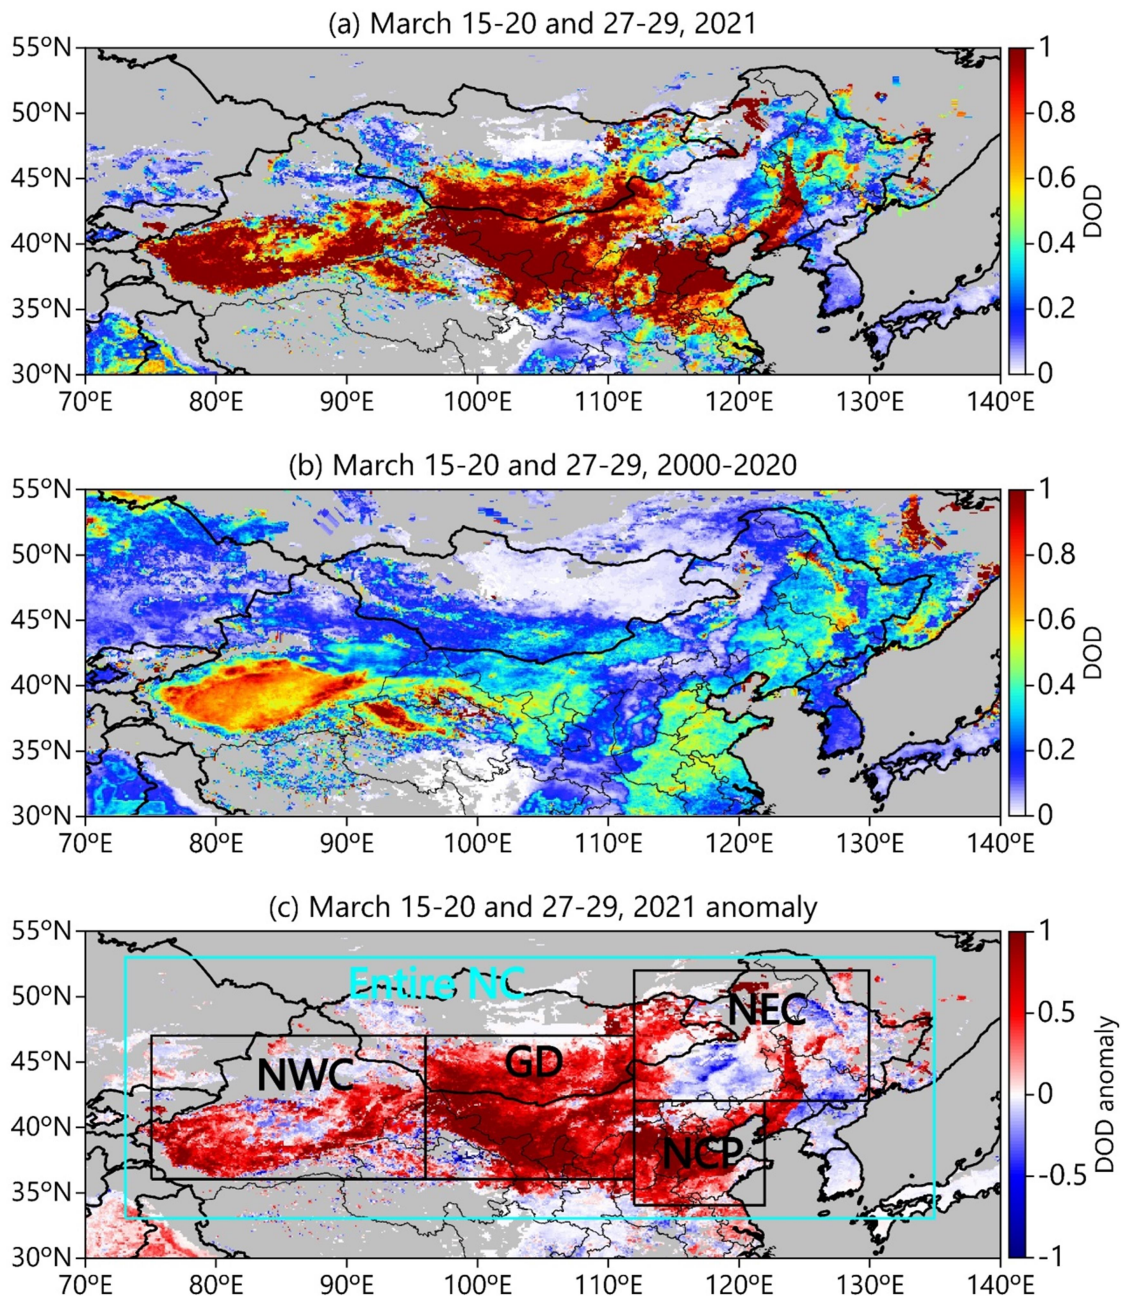 (a) March 15-20 and 27-29, 2021
55°N
50°N
45°N
40°N
35°N
30°N
70°E 80°E 90°E 100°E 110°E 120°E 130°E 140°E
1
0.8
0.6
0.4
0.2
0
DOD
(b) March 15-20 and 27-29, 2000-2020
55°N
50°N
45°N
40°N
35°N
30°N
70°E 80°E 90°E 100°E 110°E 120°E 130°E 140°E
1
0.8
0.6
0.4
0.2
0
DOD
(c) March 15-20 and 27-29, 2021 anomaly
55°N
50°N
45°N
40°N
35°N
30°N
Entire NC
NEC
NWC
GD
NCP
70°E 80°E 90°E 100°E 110°E 120°E 130°E 140°E
1
0.5
0
-0.5
-1
DOD anomaly